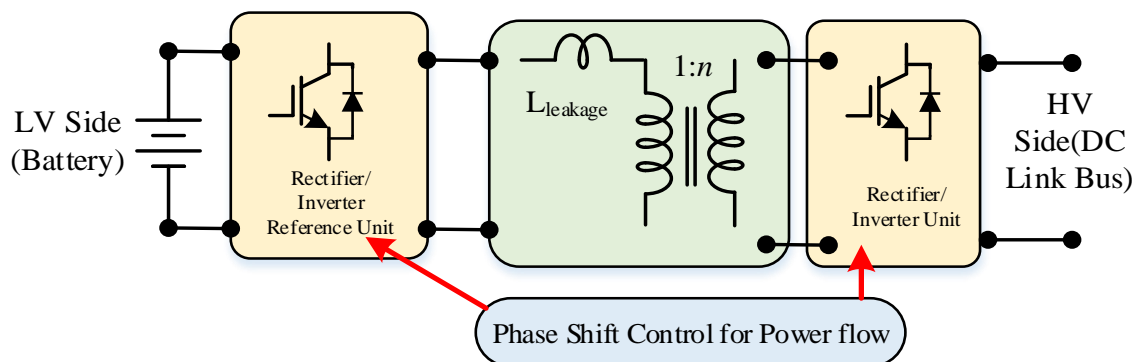 LV Side
(Battery)
Rectifier/
Inverter
Reference Unit
L_leakage
1:n
Rectifier/
Inverter Unit
HV
Side(DC
Link Bus)
Phase Shift Control for Power flow